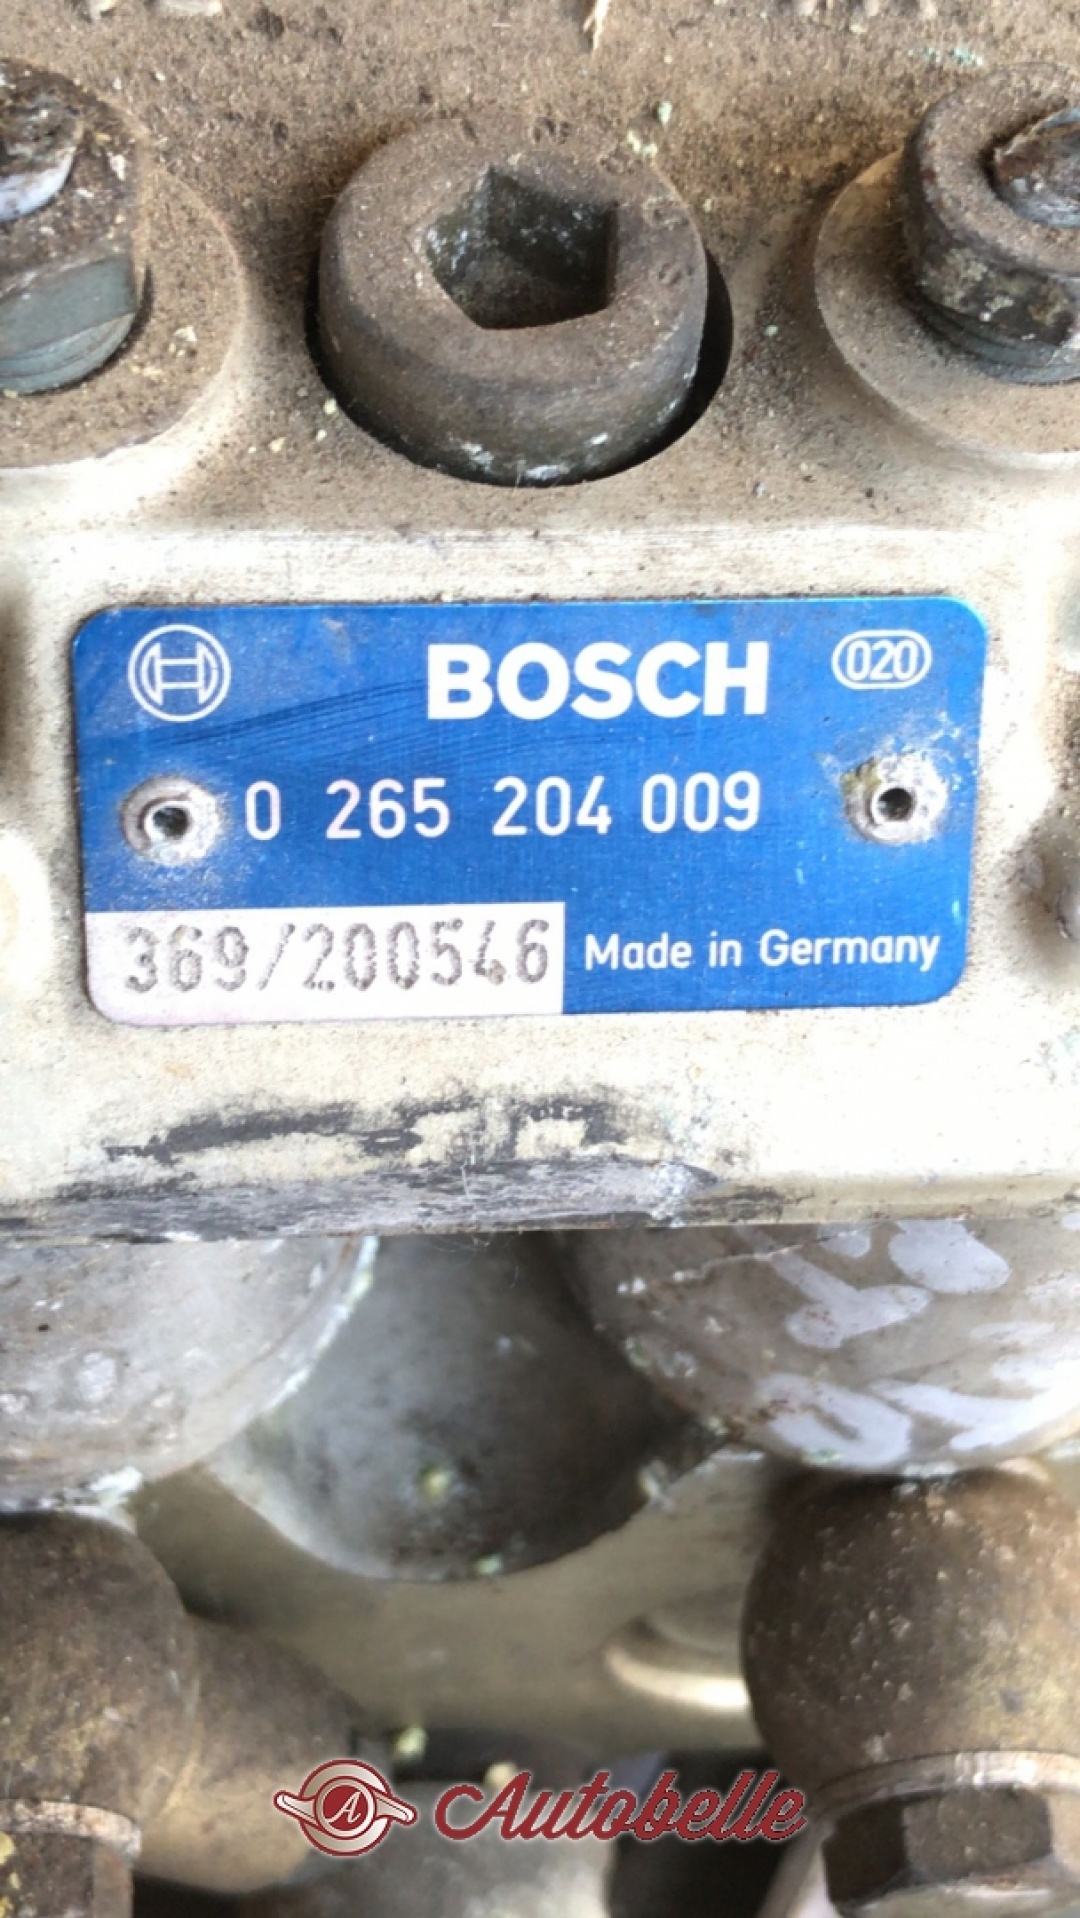 BOSCH 020
0 265 204 009
369/200546 Made in Germany
A Autobelle